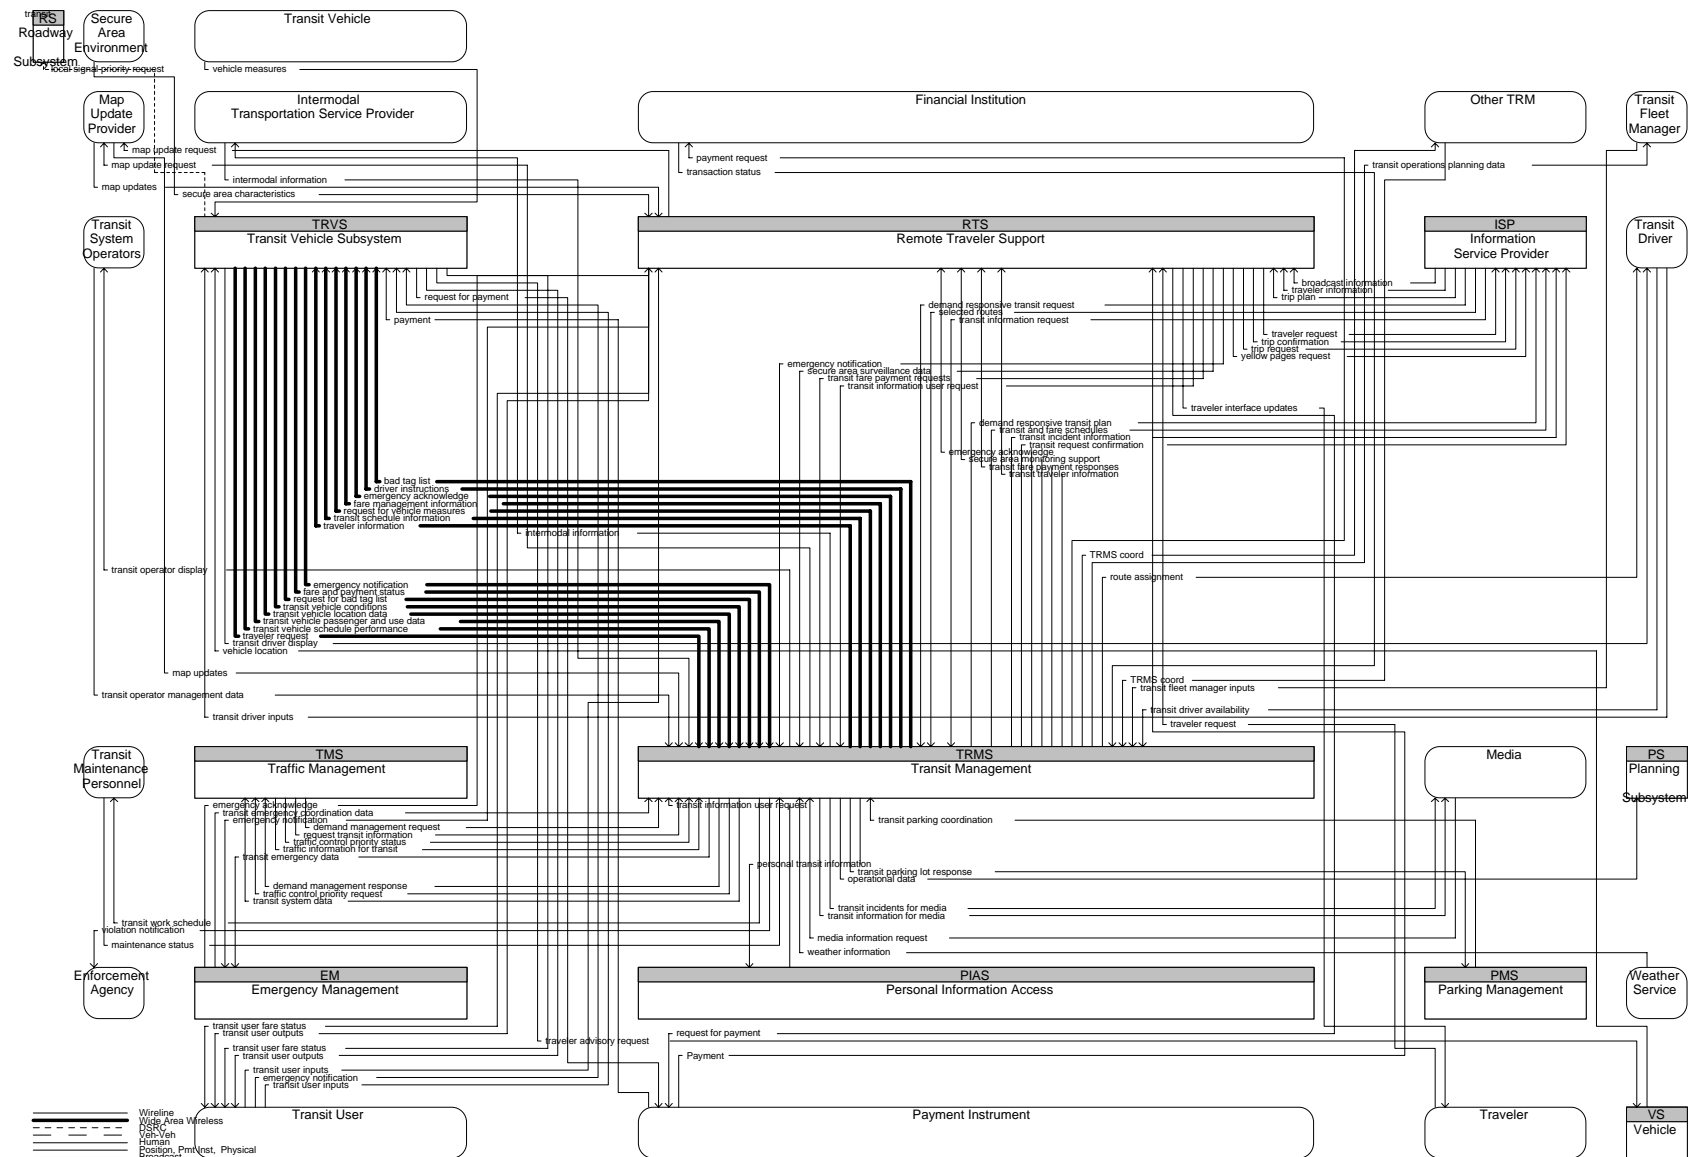 transit
RS
Roadway
Subsystem
Secure
Area
Environment
Transit Vehicle
local signal priority request
vehicle measures
Map
Update
Provider
Intermodal
Transportation Service Provider
Financial Institution
Other TRM
Transit
Fleet
Manager
map update request
payment request
map update request
transit operations planning data
transaction status
intermodal information
map updates
secure area characteristics
Transit
System
Operators
TRVS
Transit Vehicle Subsystem
RTS
Remote Traveler Support
ISP
Information
Service Provider
Transit
Driver
broadcast information
traveler information
request for payment
trip plan
demand responsive transit request
selected routes
payment
transit information request
traveler request
trip confirmation
trip request
yellow pages request
emergency notification
secure area surveillance data
transit fare payment requests
transit information user request
traveler interface updates
demand responsive transit plan
transit and fare schedules
transit incident information
transit request confirmation
emergency acknowledge
secure area monitoring support
transit fare payment responses
transit traveler information
bad tag list
driver instructions
emergency acknowledge
fare management information
request for vehicle measures
transit schedule information
traveler information
intermodal information
TRMS coord
transit operator display
route assignment
emergency notification
fare and payment status
request for bad tag list
transit vehicle conditions
transit vehicle location data
transit vehicle passenger and use data
transit vehicle schedule performance
traveler request
transit driver display
vehicle location
map updates
TRMS coord
transit fleet manager inputs
transit operator management data
transit driver availability
transit driver inputs
traveler request
Transit
Maintenance
Personnel
TMS
Traffic Management
TRMS
Transit Management
Media
PS
Planning
Subsystem
emergency acknowledge
transit information user request
transit emergency coordination data
emergency notification
transit parking coordination
demand management request
request transit information
traffic control priority status
traffic information for transit
transit emergency data
personal transit information
transit parking lot response
operational data
demand management response
traffic control priority request
transit system data
transit incidents for media
transit information for media
transit work schedule
violation notification
media information request
maintenance status
weather information
Enforcement
Agency
EM
Emergency Management
PIAS
Personal Information Access
PMS
Parking Management
Weather
Service
transit user fare status
transit user outputs
request for payment
traveler advisory request
transit user fare status
transit user outputs
Payment
transit user inputs
emergency notification
transit user inputs
Transit User
Payment Instrument
Traveler
VS
Vehicle
Wireline
Wide Area Wireless
DSRC
Veh-Veh
Human
Position, Pmt Inst, Physical
Broadcast